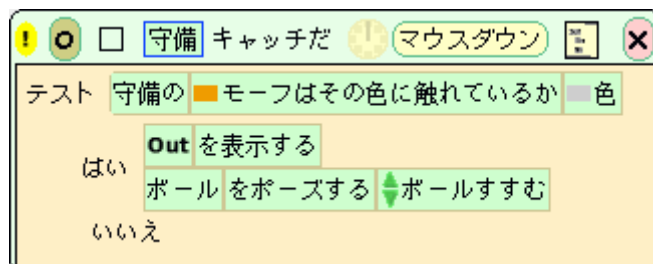 ! O 守備 キャッチだ マウスダウン ×
テスト 守備の モーフはその色に触れているか 色
はい
Out を表示する
ボール をポーズする ボールすすむ
いいえ